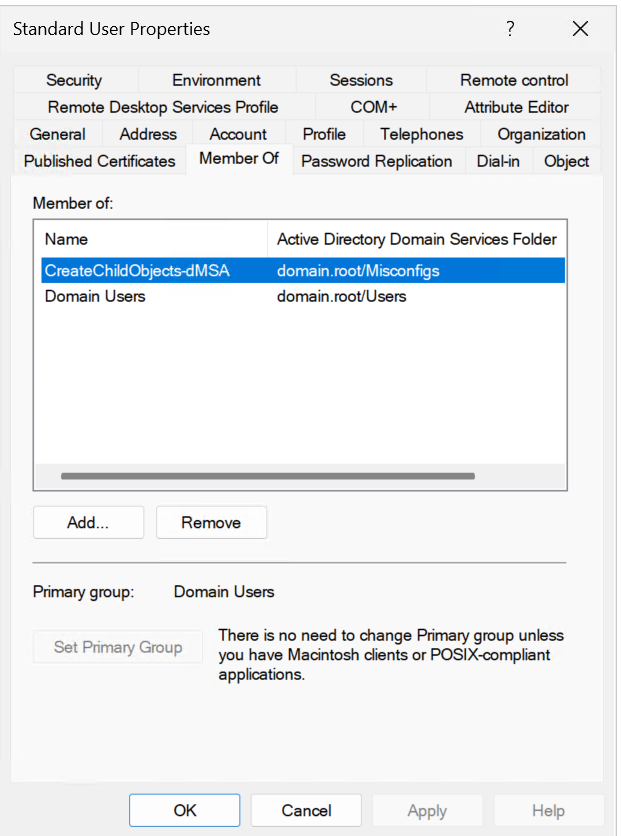 Standard User Properties ?
Security Environment Sessions Remote control
Remote Desktop Services Profile COM+ Attribute Editor
General Address Account Profile Telephones Organization
Published Certificates Member Of Password Replication Dial-in Object
Member of:
Name Active Directory Domain Services Folder
CreateChildObjects-dMSA domain.root/Misconfigs
Domain Users domain.root/Users
Add... Remove
Primary group: Domain Users
Set Primary Group
There is no need to change Primary group unless
you have Macintosh clients or POSIX-compliant
applications.
OK Cancel Apply Help